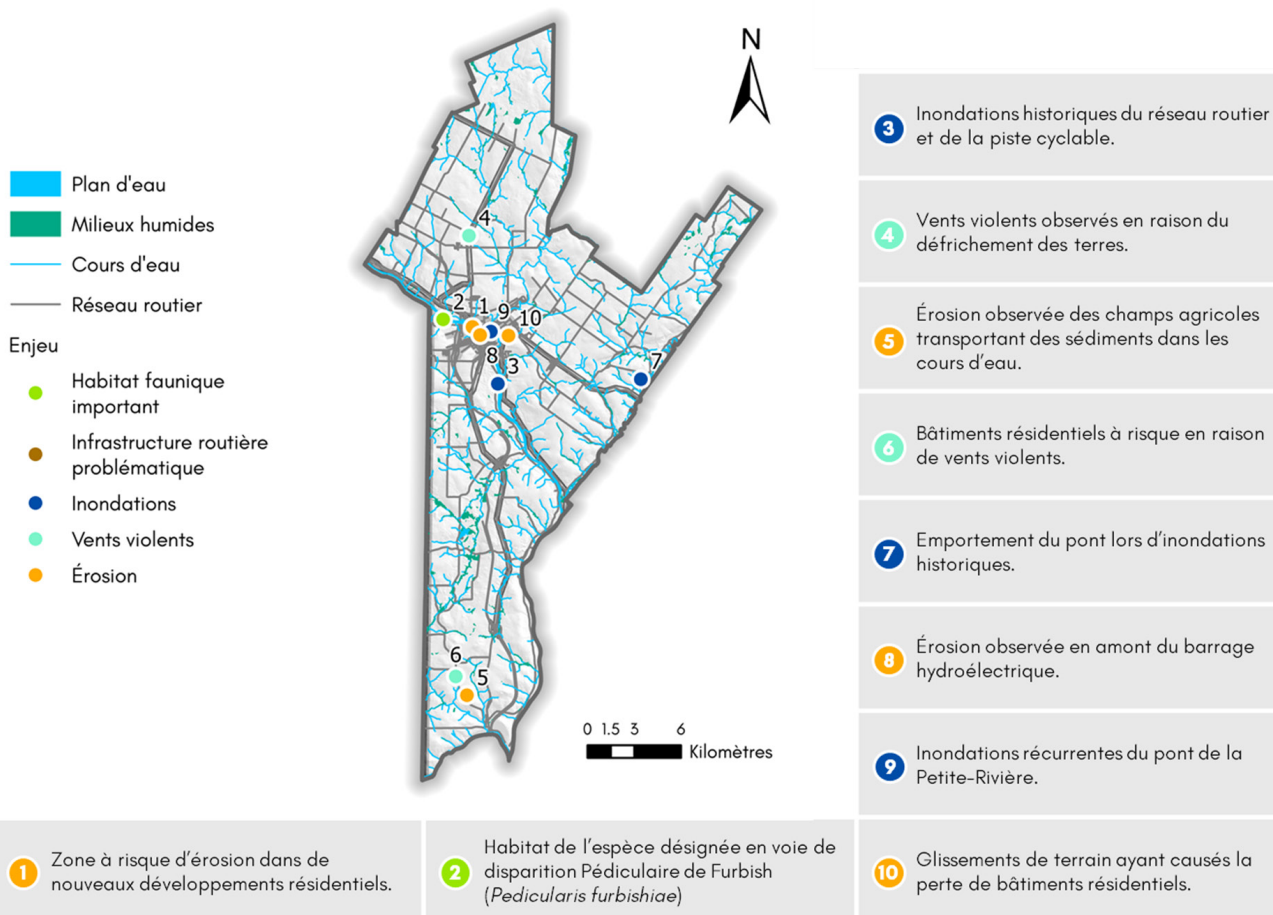 N
Plan d'eau
Milieux humides
Cours d'eau
Réseau routier
Enjeu
Habitat faunique
important
Infrastructure routière
problématique
Inondations
Vents violents
Érosion
4
2
1
9
10
8
3
7
6
5
0 1.5 3 6
Kilomètres
3 Inondations historiques du réseau routier
et de la piste cyclable.
4 Vents violents observés en raison du
défrichement des terres.
5 Érosion observée des champs agricoles
transportant des sédiments dans les
cours d'eau.
6 Bâtiments résidentiels à risque en raison
de vents violents.
7 Emportement du pont lors d'inondations
historiques.
8 Érosion observée en amont du barrage
hydroélectrique.
9 Inondations récurrentes du pont de la
Petite-Rivière.
1 Zone à risque d'érosion dans de
nouveaux développements résidentiels.
2 Habitat de l'espèce désignée en voie de
disparition Pédiculaire de Furbish
(Pedicularis furbishiae)
10 Glissements de terrain ayant causés la
perte de bâtiments résidentiels.